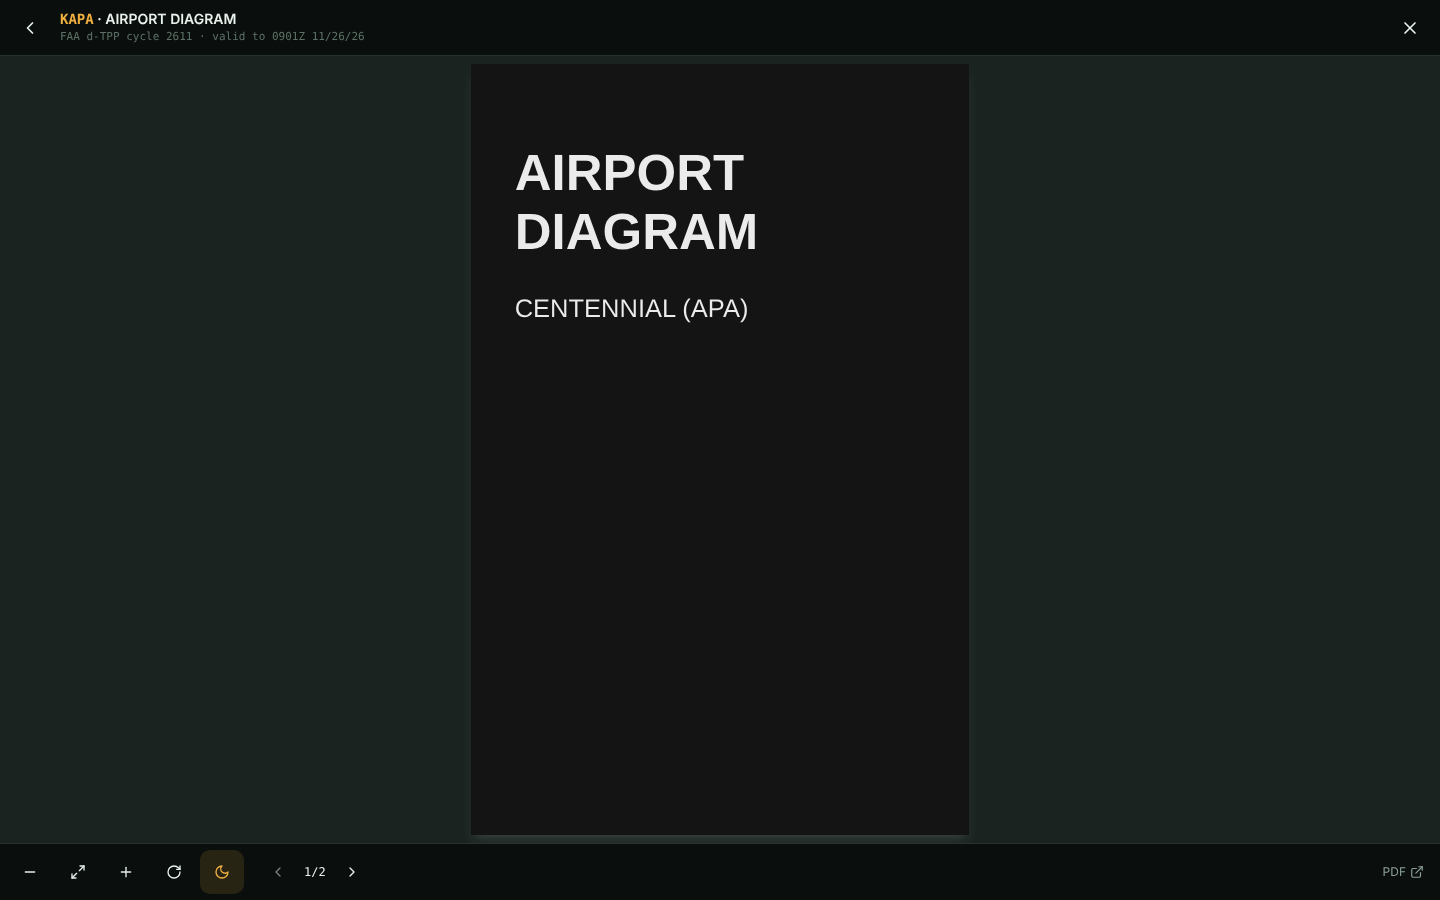 KAPA · AIRPORT DIAGRAM
FAA d-TPP cycle 2611 · valid to 0901Z 11/26/26
AIRPORT
DIAGRAM
CENTENNIAL (APA)
1/2
PDF